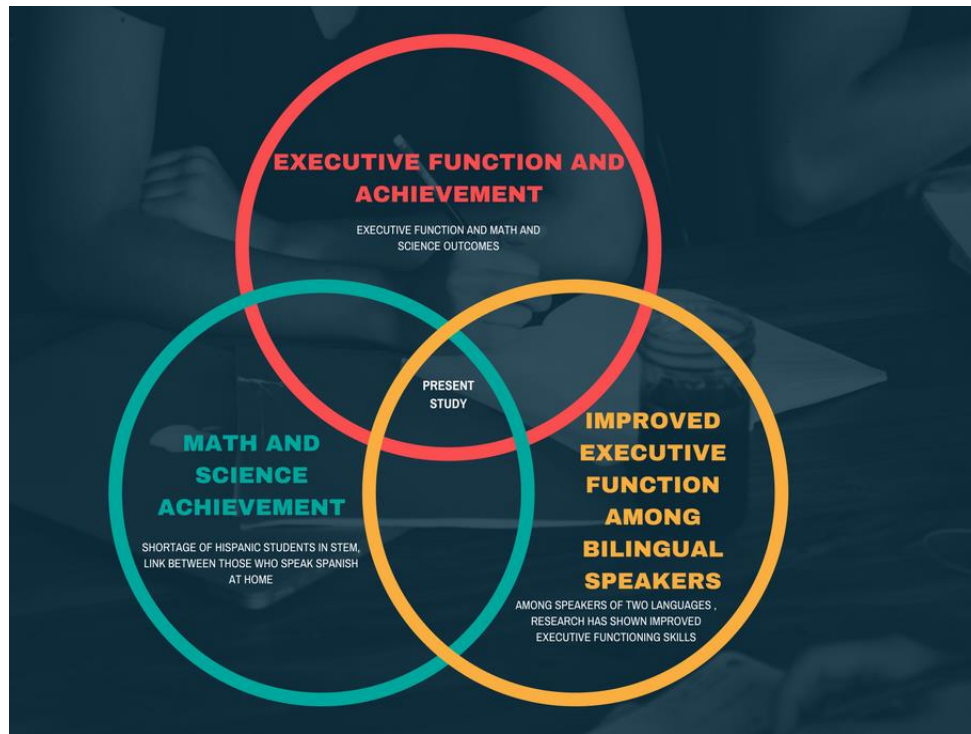 EXECUTIVE FUNCTION AND
ACHIEVEMENT
EXECUTIVE FUNCTION AND MATH AND
SCIENCE OUTCOMES
PRESENT
STUDY
MATH AND
SCIENCE
ACHIEVEMENT
SHORTAGE OF HISPANIC STUDENTS IN STEM,
LINK BETWEEN THOSE WHO SPEAK SPANISH
AT HOME
IMPROVED
EXECUTIVE
FUNCTION
AMONG
BILINGUAL
SPEAKERS
AMONG SPEAKERS OF TWO LANGUAGES ,
RESEARCH HAS SHOWN IMPROVED
EXECUTIVE FUNCTIONING SKILLS